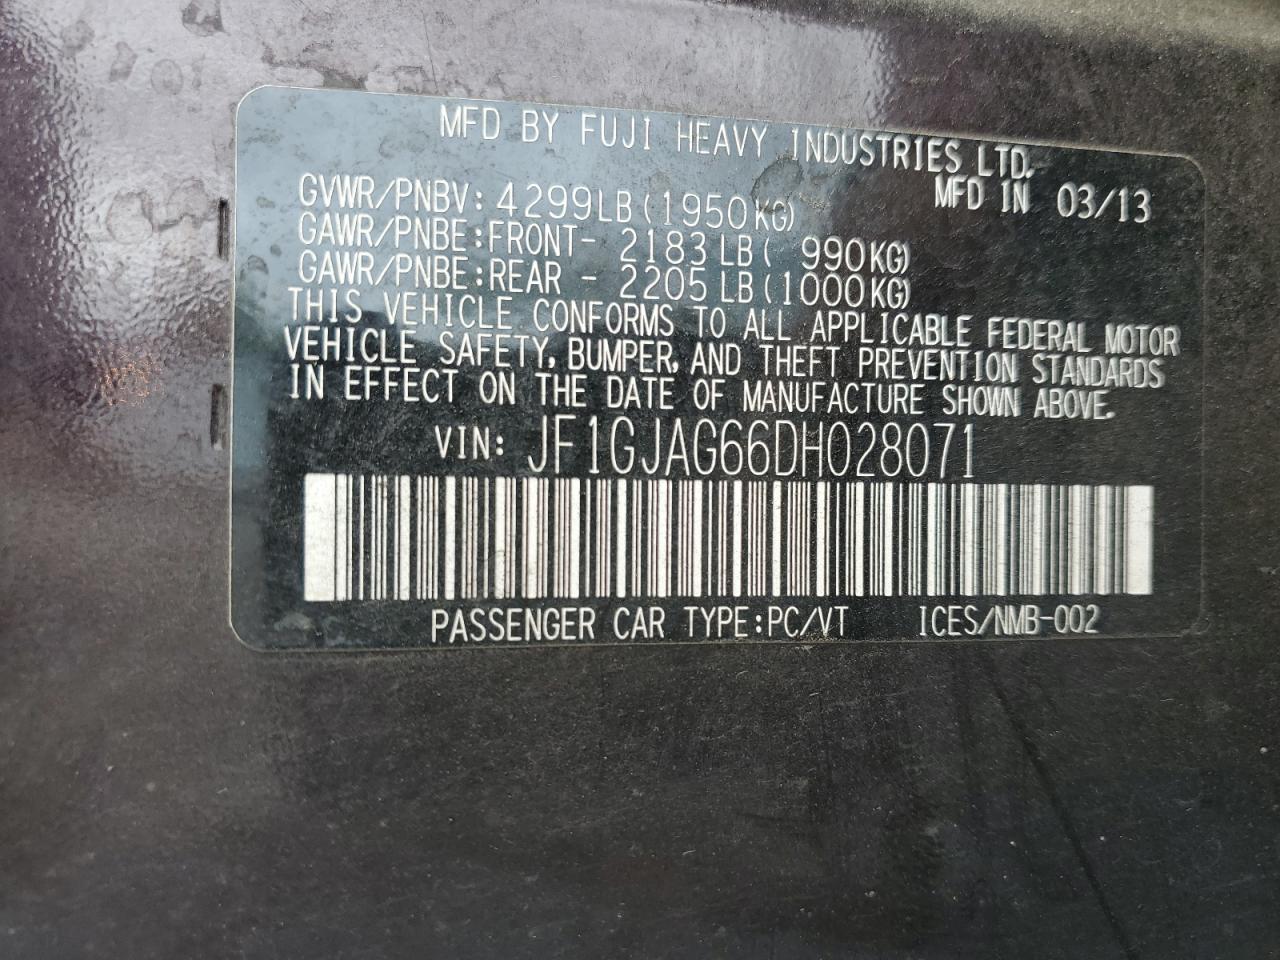 MFD BY FUJI HEAVY INDUSTRIES LTD.
MFD IN 03/13
GVWR/PNBV: 4299LB (1950KG)
GAWR/PNBE:FRONT- 2183 LB ( 990KG)
GAWR/PNBE:REAR - 2205 LB (1000KG)
THIS VEHICLE CONFORMS TO ALL APPLICABLE FEDERAL MOTOR
VEHICLE SAFETY, BUMPER, AND THEFT PREVENTION STANDARDS
IN EFFECT ON THE DATE OF MANUFACTURE SHOWN ABOVE.
VIN: JF1GJAG66DH028071
PASSENGER CAR TYPE:PC/VT ICES/NMB-002